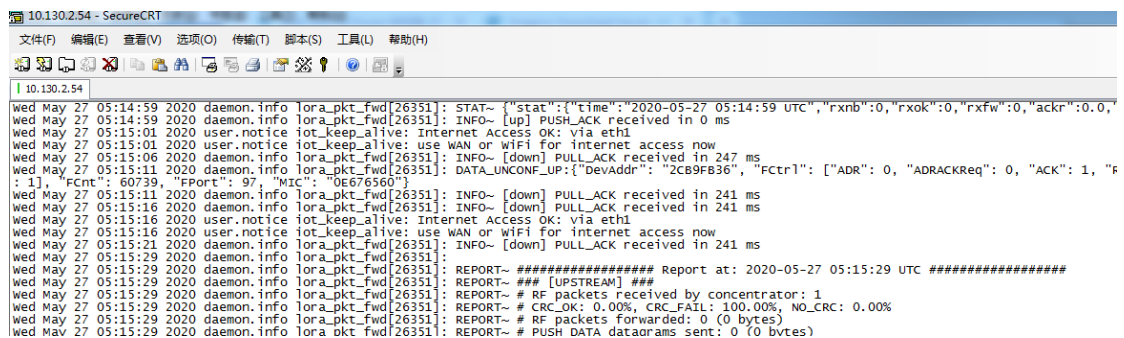 10.130.2.54 - SecureCRT
文件(F) 编辑(E) 查看(V) 选项(O) 传输(T) 脚本(S) 工具(L) 帮助(H)
10.130.2.54
Wed May 27 05:14:59 2020 daemon.info lora_pkt_fwd[26351]: STAT~ {"stat":{"time":"2020-05-27 05:14:59 UTC","rxnb":0,"rxok":0,"rxfw":0,"ackr":0.0,"
Wed May 27 05:14:59 2020 daemon.info lora_pkt_fwd[26351]: INFO~ [up] PUSH_ACK received in 0 ms
Wed May 27 05:15:01 2020 user.notice iot_keep_alive: Internet Access OK: via eth1
Wed May 27 05:15:01 2020 user.notice iot_keep_alive: use WAN or WiFi for internet access now
Wed May 27 05:15:06 2020 daemon.info lora_pkt_fwd[26351]: INFO~ [down] PULL_ACK received in 247 ms
Wed May 27 05:15:11 2020 daemon.info lora_pkt_fwd[26351]: DATA_UNCONF_UP:{"DevAddr": "2CB9FB36", "FCtrl": ["ADR": 0, "ADRACKReq": 0, "ACK": 1, "R
: 1], "FCnt": 60739, "FPort": 97, "MIC": "0E676560"}
Wed May 27 05:15:11 2020 daemon.info lora_pkt_fwd[26351]: INFO~ [down] PULL_ACK received in 241 ms
Wed May 27 05:15:16 2020 daemon.info lora_pkt_fwd[26351]: INFO~ [down] PULL_ACK received in 241 ms
Wed May 27 05:15:16 2020 user.notice iot_keep_alive: Internet Access OK: via eth1
Wed May 27 05:15:16 2020 user.notice iot_keep_alive: use WAN or WiFi for internet access now
Wed May 27 05:15:21 2020 daemon.info lora_pkt_fwd[26351]: INFO~ [down] PULL_ACK received in 241 ms
Wed May 27 05:15:29 2020 daemon.info lora_pkt_fwd[26351]:
Wed May 27 05:15:29 2020 daemon.info lora_pkt_fwd[26351]: REPORT~ ################## Report at: 2020-05-27 05:15:29 UTC ##################
Wed May 27 05:15:29 2020 daemon.info lora_pkt_fwd[26351]: REPORT~ ### [UPSTREAM] ###
Wed May 27 05:15:29 2020 daemon.info lora_pkt_fwd[26351]: REPORT~ # RF packets received by concentrator: 1
Wed May 27 05:15:29 2020 daemon.info lora_pkt_fwd[26351]: REPORT~ # CRC_OK: 0.00%, CRC_FAIL: 100.00%, NO_CRC: 0.00%
Wed May 27 05:15:29 2020 daemon.info lora_pkt_fwd[26351]: REPORT~ # RF packets forwarded: 0 (0 bytes)
Wed May 27 05:15:29 2020 daemon.info lora_pkt_fwd[26351]: REPORT~ # PUSH_DATA datagrams sent: 0 (0 bytes)